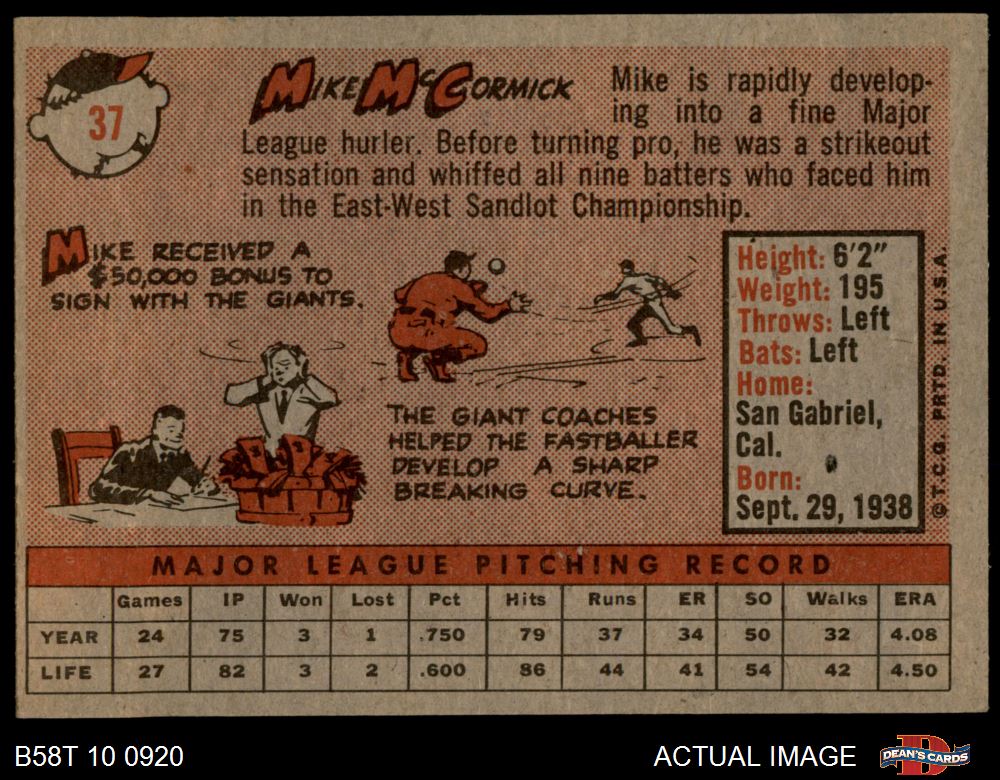 37
MIKE McCORMICK
Mike is rapidly develop-
ing into a fine Major
League hurler. Before turning pro, he was a strikeout
sensation and whiffed all nine batters who faced him
in the East-West Sandlot Championship.
MIKE RECEIVED A
$50,000 BONUS TO
SIGN WITH THE GIANTS.
THE GIANT COACHES
HELPED THE FASTBALLER
DEVELOP A SHARP
BREAKING CURVE.
Height: 6'2"
Weight: 195
Throws: Left
Bats: Left
Home:
San Gabriel,
Cal.
Born:
Sept. 29, 1938
© T.C.G. PRTD. IN U.S.A.
MAJOR LEAGUE PITCHING RECORD
Games IP Won Lost Pct Hits Runs ER SO Walks ERA
YEAR 24 75 3 1 .750 79 37 34 50 32 4.08
LIFE 27 82 3 2 .600 86 44 41 54 42 4.50
B58T 10 0920
ACTUAL IMAGE
DEAN'S CARDS